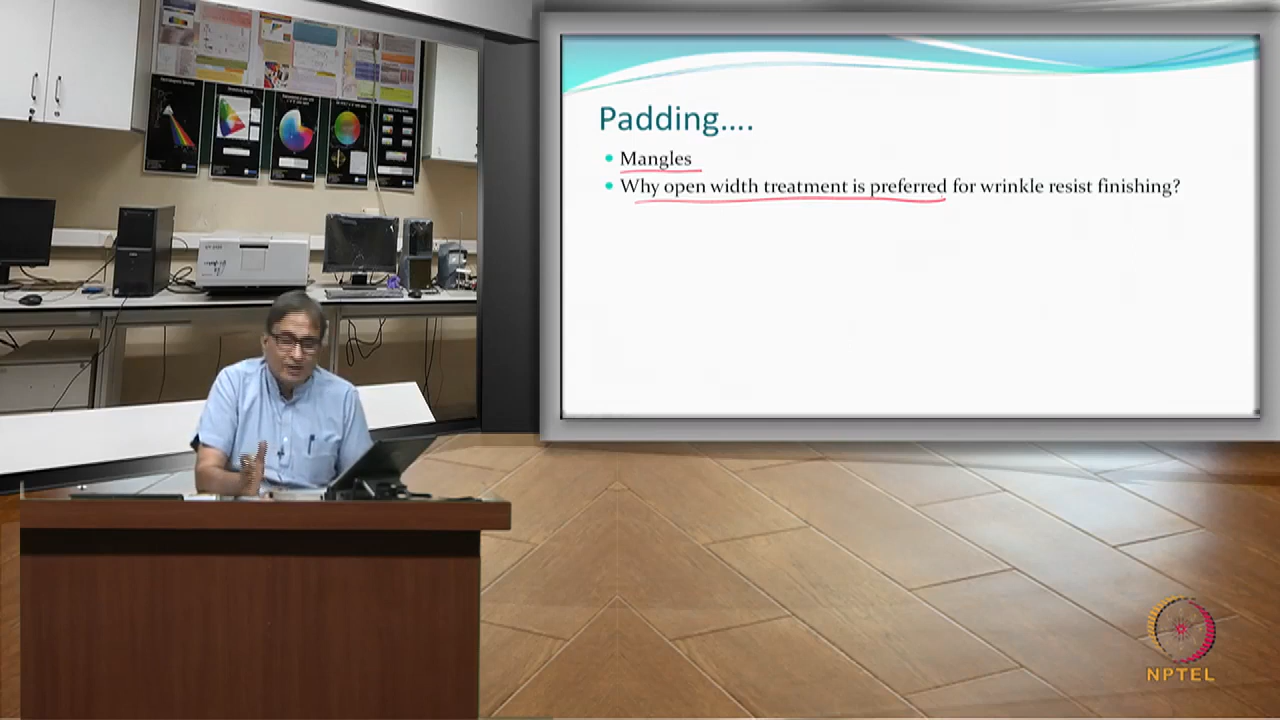 Padding....
Mangles
Why open width treatment is preferred for wrinkle resist finishing?
NPTEL